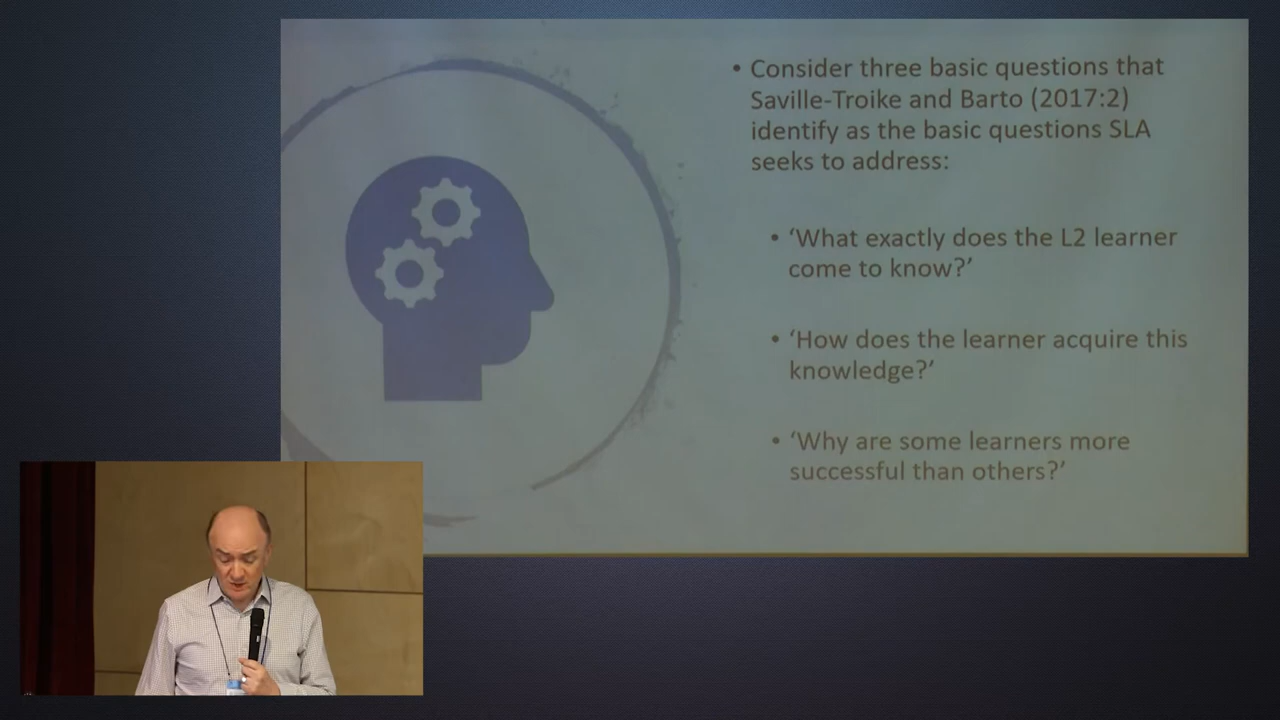 • Consider three basic questions that
Saville-Troike and Barto (2017:2)
identify as the basic questions SLA
seeks to address:
• ‘What exactly does the L2 learner
come to know?’
• ‘How does the learner acquire this
knowledge?’
• ‘Why are some learners more
successful than others?’